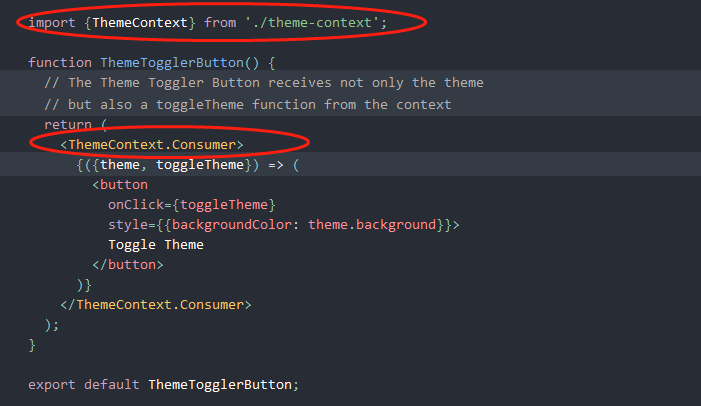 import {ThemeContext} from './theme-context';
function ThemeTogglerButton() {
// The Theme Toggler Button receives not only the theme
// but also a toggleTheme function from the context
return (
<ThemeContext.Consumer>
{({theme, toggleTheme}) => (
<button
onClick={toggleTheme}
style={{backgroundColor: theme.background}}>
Toggle Theme
</button>
)}
</ThemeContext.Consumer>
);
}
export default ThemeTogglerButton;